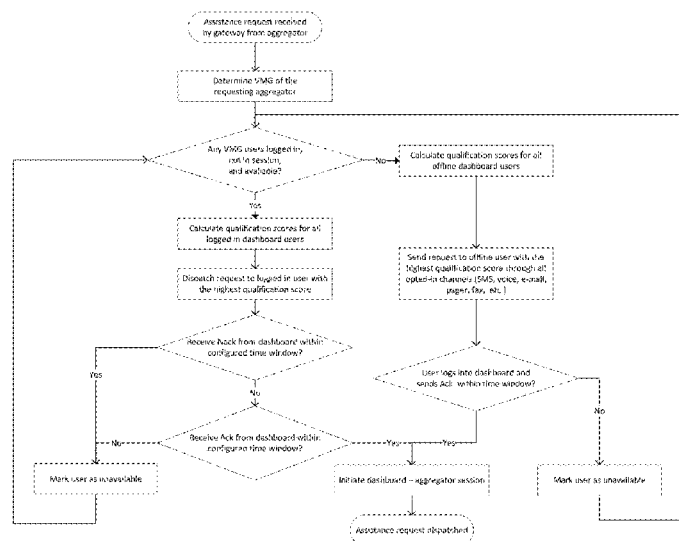 Assistance request received
by gateway from aggregator
Determine VMG of the
requesting aggregator
Any VMG users logged in,
not in session,
and available?
No
Calculate qualification scores for all
offline dashboard users
Yes
Calculate qualification scores for all
logged in dashboard users
Send request to offline user with the
highest qualification score through all
opted-in channels (SMS, voice, e-mail,
pager, fax, etc.)
Dispatch request to logged in user with
the highest qualification score
Receive Nack from dashboard within
configured time window?
Yes
No
User logs into dashboard and
sends Ack within time window?
No
Receive Ack from dashboard within
configured time window?
No
Yes
Yes
Mark user as unavailable
Initiate dashboard – aggregator session
Mark user as unavailable
Assistance request dispatched